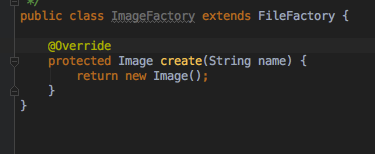 */
public class ImageFactory extends FileFactory {
@Override
protected Image create(String name) {
return new Image();
}
}